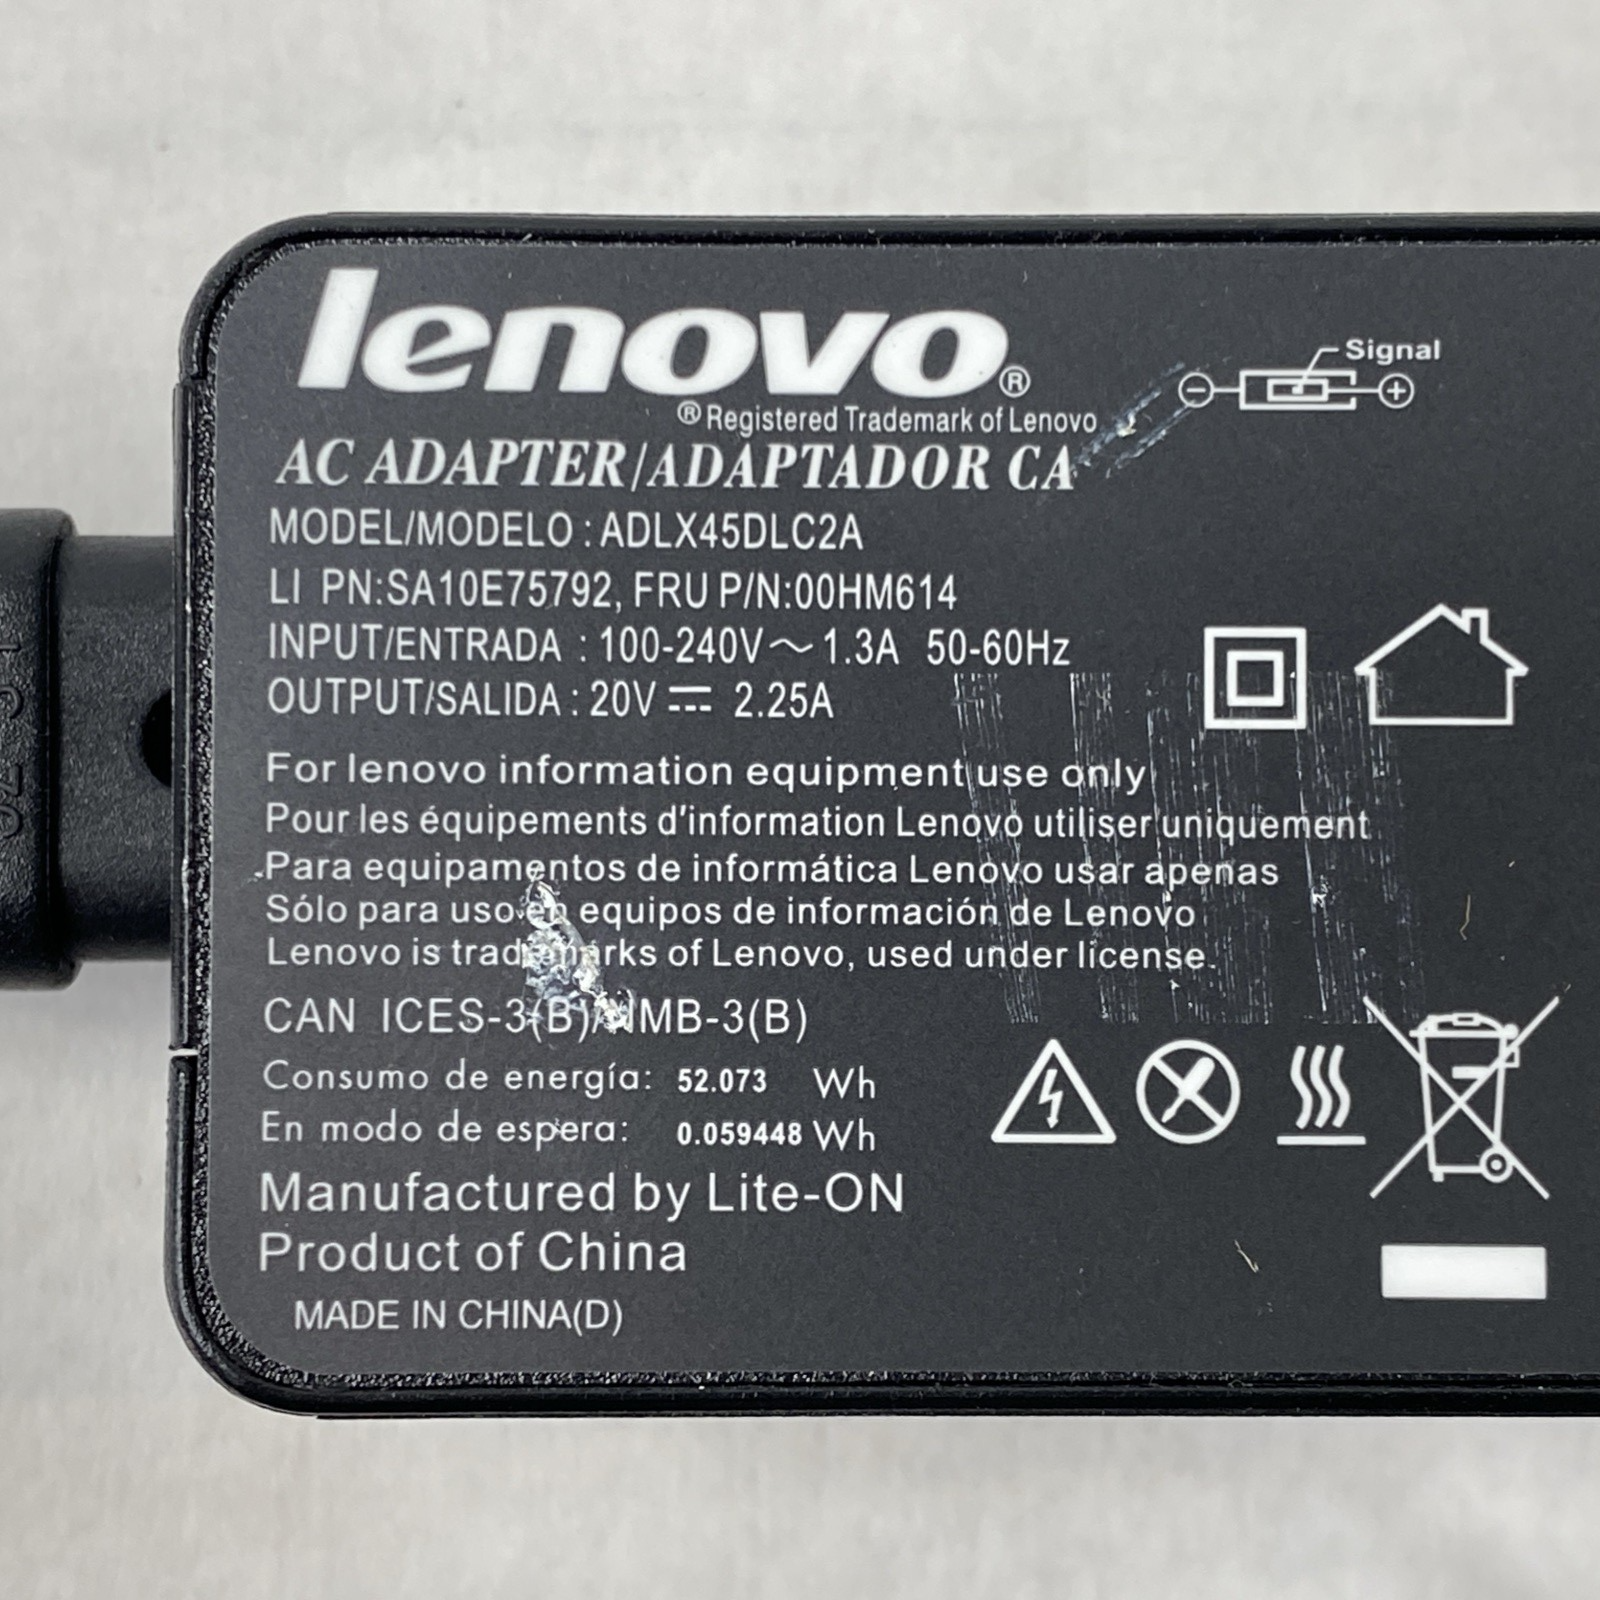 lenovo®
® Registered Trademark of Lenovo
Signal
AC ADAPTER/ADAPTADOR CA
MODEL/MODELO : ADLX45DLC2A
LI PN:SA10E75792, FRU P/N:00HM614
INPUT/ENTRADA : 100-240V～1.3A 50-60Hz
OUTPUT/SALIDA : 20V ⎓ 2.25A
For lenovo information equipment use only
Pour les équipements d'information Lenovo utiliser uniquement
Para equipamentos de informática Lenovo usar apenas
Sólo para uso en equipos de información de Lenovo
Lenovo is trademarks of Lenovo, used under license.
CAN ICES-3(B)/NMB-3(B)
Consumo de energía: 52.073 Wh
En modo de espera: 0.059448 Wh
Manufactured by Lite-ON
Product of China
MADE IN CHINA(D)